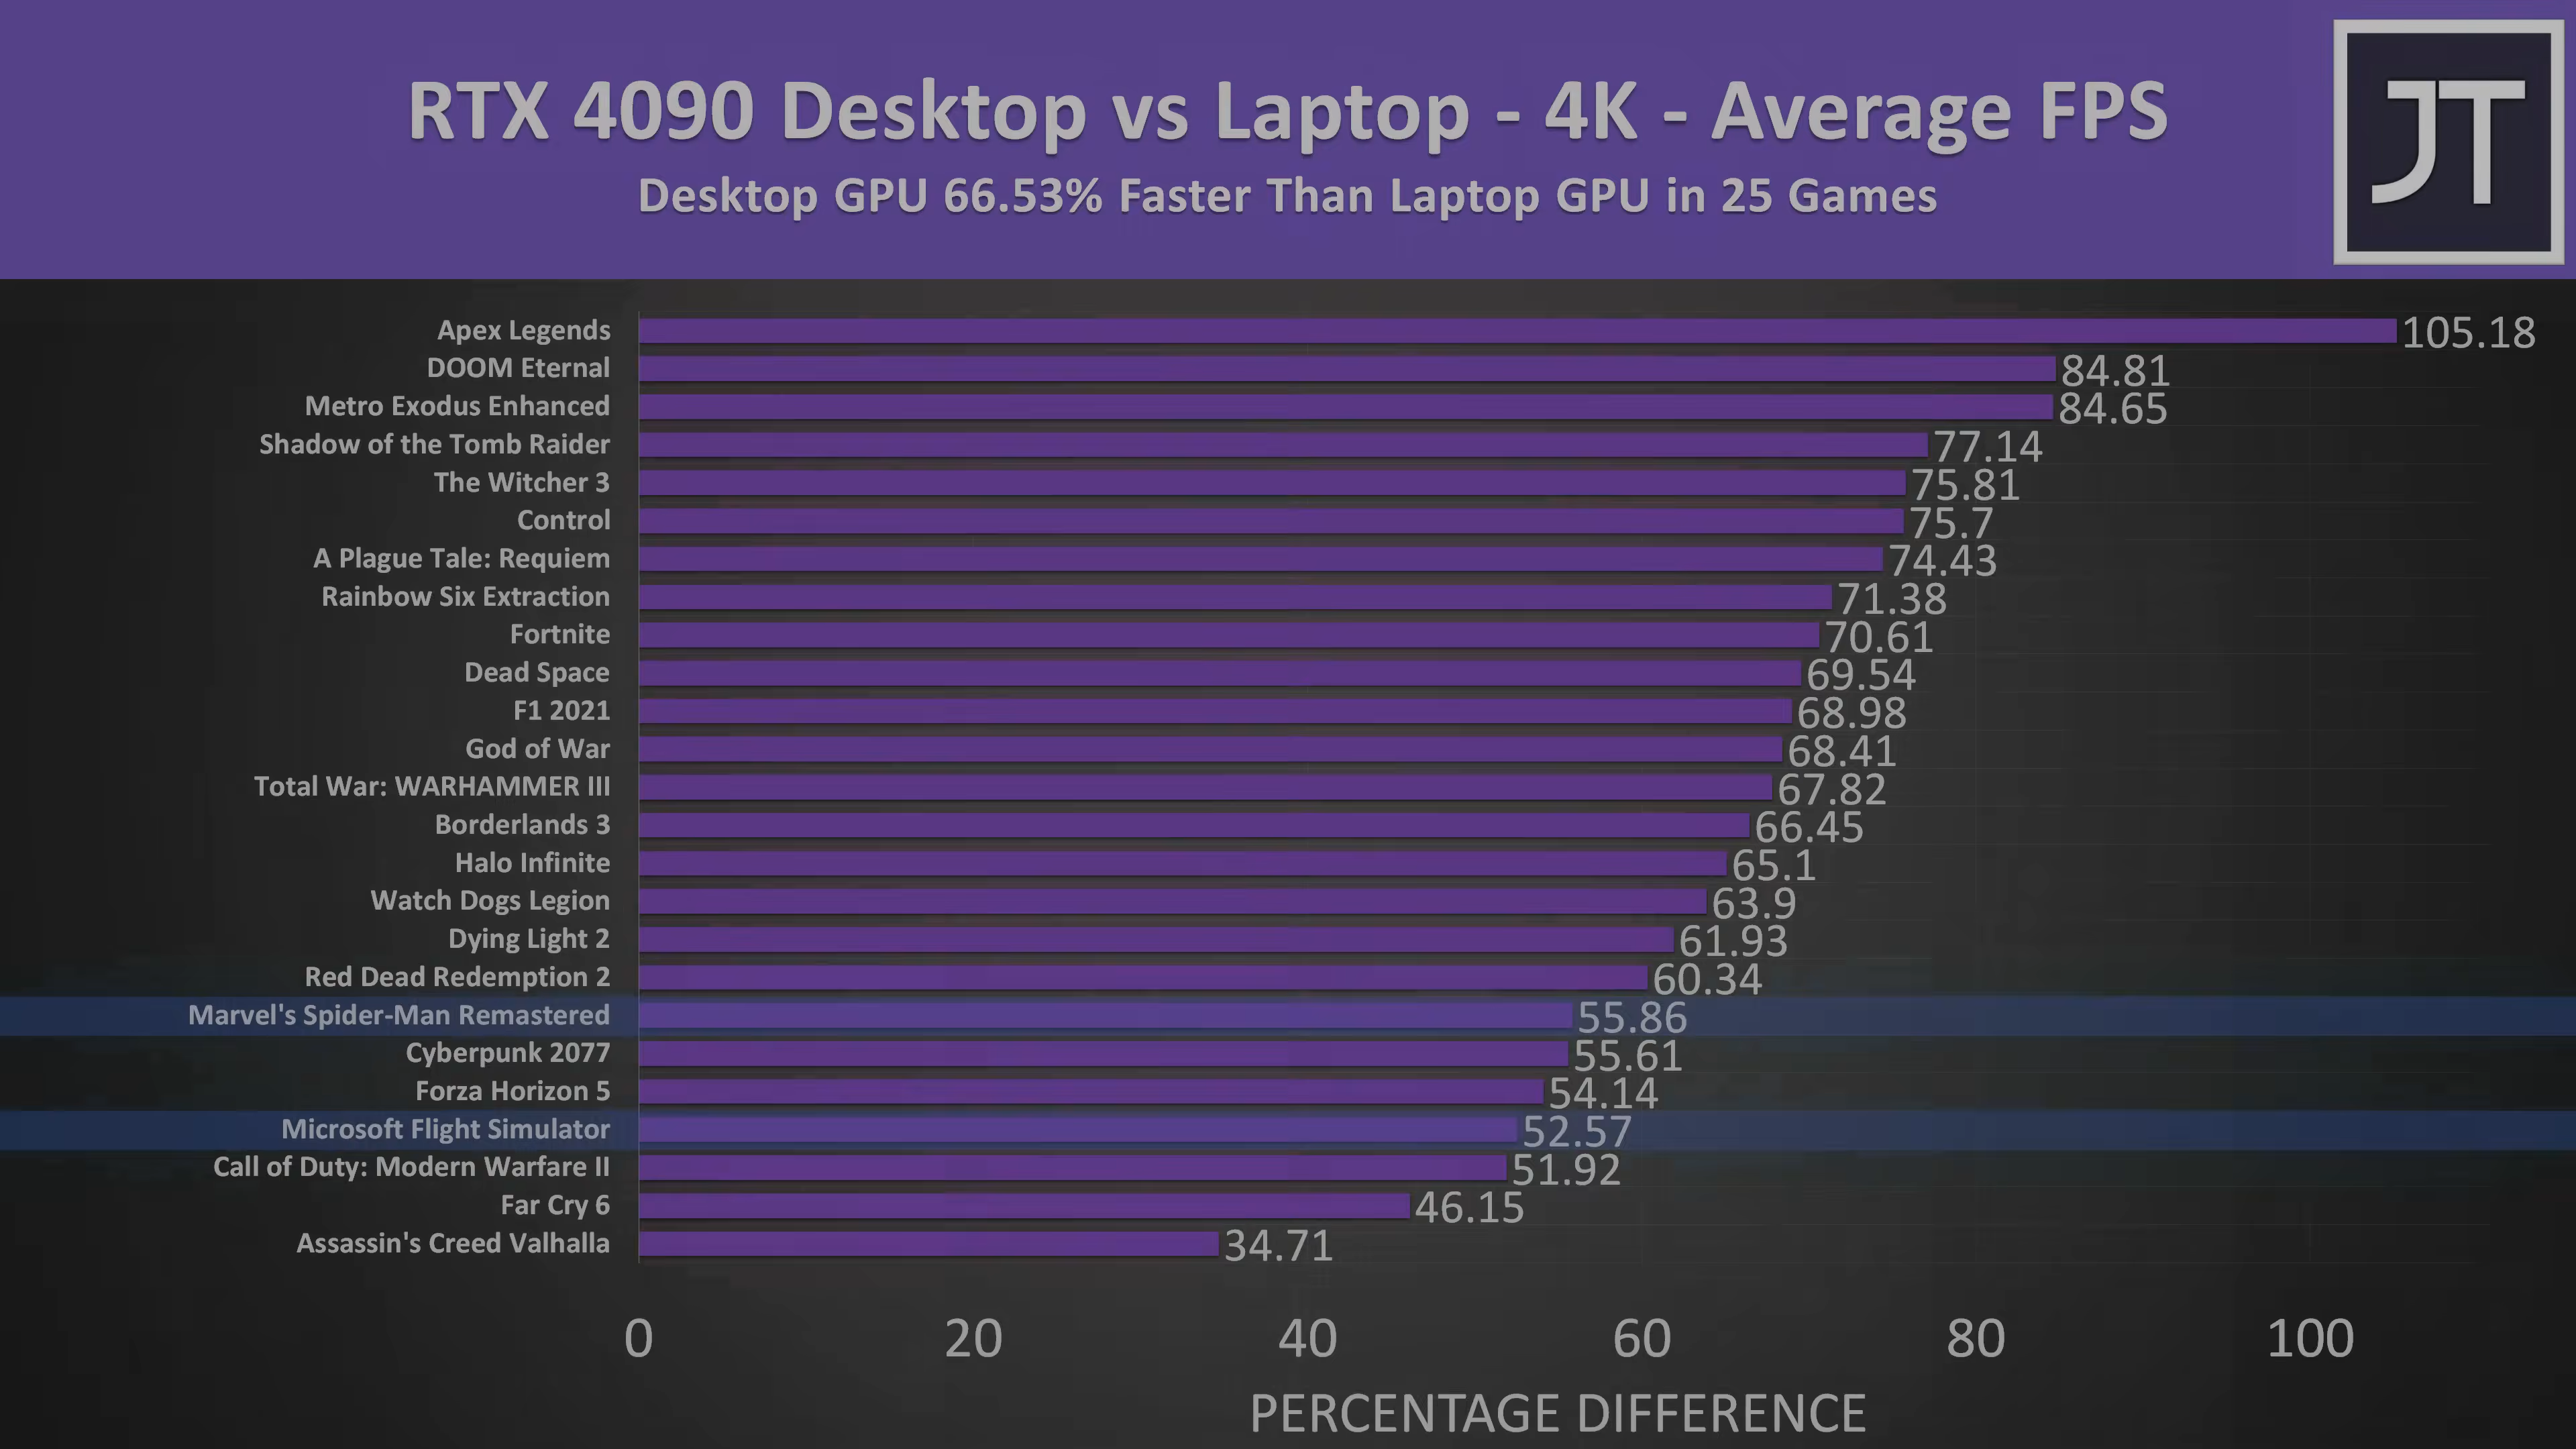 RTX 4090 Desktop vs Laptop - 4K - Average FPS
Desktop GPU 66.53% Faster Than Laptop GPU in 25 Games
JT
Apex Legends 105.18
DOOM Eternal 84.81
Metro Exodus Enhanced 84.65
Shadow of the Tomb Raider 77.14
The Witcher 3 75.81
Control 75.7
A Plague Tale: Requiem 74.43
Rainbow Six Extraction 71.38
Fortnite 70.61
Dead Space 69.54
F1 2021 68.98
God of War 68.41
Total War: WARHAMMER III 67.82
Borderlands 3 66.45
Halo Infinite 65.1
Watch Dogs Legion 63.9
Dying Light 2 61.93
Red Dead Redemption 2 60.34
Marvel's Spider-Man Remastered 55.86
Cyberpunk 2077 55.61
Forza Horizon 5 54.14
Microsoft Flight Simulator 52.57
Call of Duty: Modern Warfare II 51.92
Far Cry 6 46.15
Assassin's Creed Valhalla 34.71
0 20 40 60 80 100
PERCENTAGE DIFFERENCE